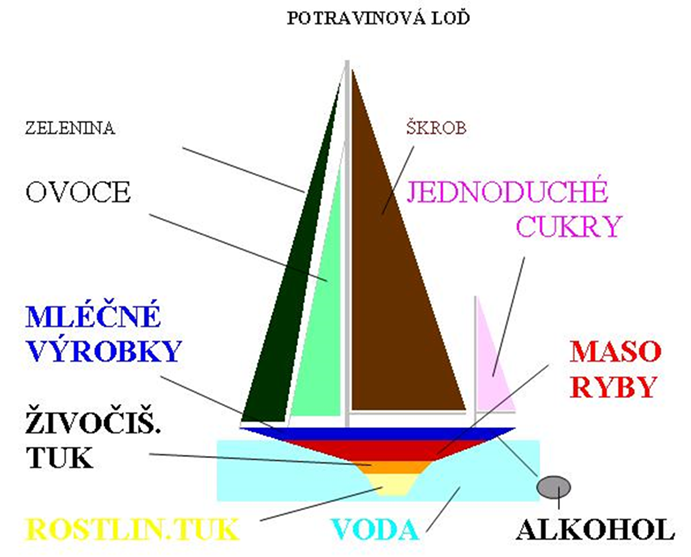 POTRAVINOVÁ LOĎ
ZELENINA
ŠKROB
OVOCE
JEDNODUCHÉ
CUKRY
MLÉČNÉ
VÝROBKY
MASO
RYBY
ŽIVOČIŠ.
TUK
ROSTLIN.TUK
VODA
ALKOHOL